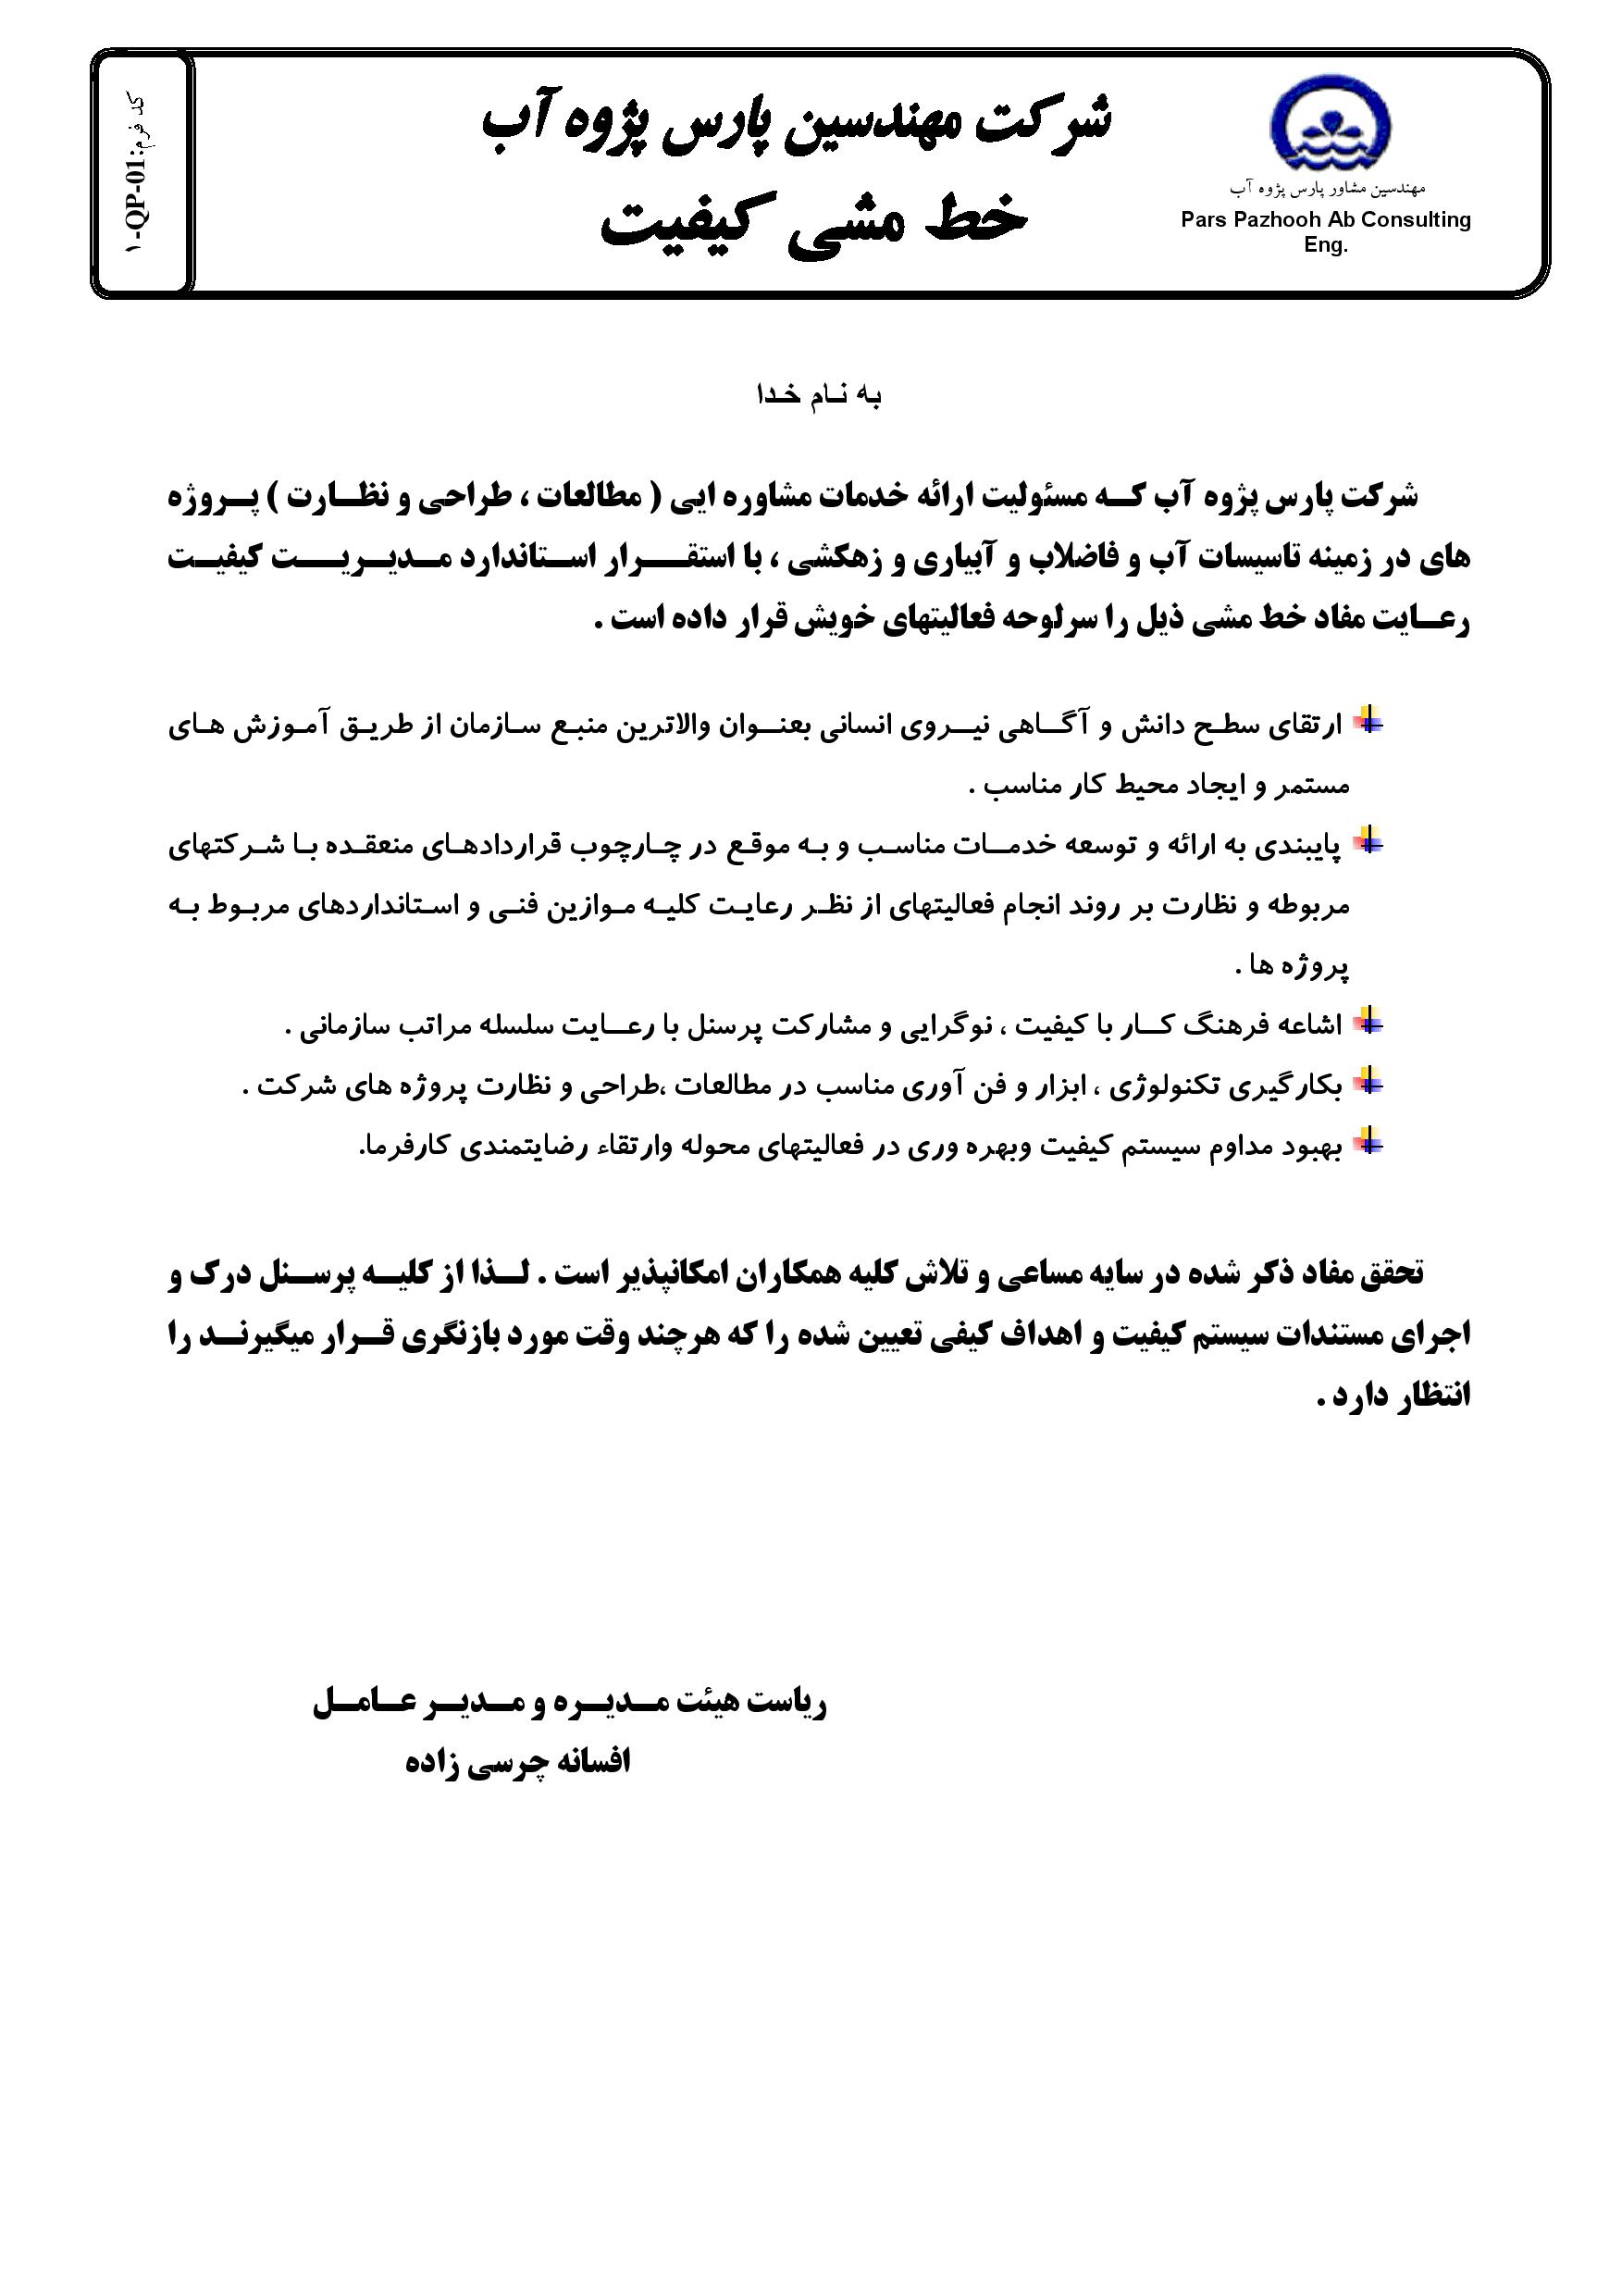 شرکت مهندسین پارس پژوه آب
خط مشی کیفیت
مهندسین مشاور پارس پژوه آب
Pars Pazhooh Ab Consulting
Eng.
کد فرم:QP-01-۱
به نام خدا
شرکت پارس پژوه آب که مسئولیت ارائه خدمات مشاوره ایی ( مطالعات ، طراحی و نظارت ) پروژه
های در زمینه تاسیسات آب و فاضلاب و آبیاری و زهکشی ، با استقرار استاندارد مدیریت کیفیت
رعایت مفاد خط مشی ذیل را سرلوحه فعالیتهای خویش قرار داده است .
ارتقای سطح دانش و آگاهی نیروی انسانی بعنوان والاترین منبع سازمان از طریق آموزش های
مستمر و ایجاد محیط کار مناسب .
پایبندی به ارائه و توسعه خدمات مناسب و به موقع در چارچوب قراردادهای منعقده با شرکتهای
مربوطه و نظارت بر روند انجام فعالیتهای از نظر رعایت کلیه موازین فنی و استانداردهای مربوط به
پروژه ها .
اشاعه فرهنگ کار با کیفیت ، نوگرایی و مشارکت پرسنل با رعایت سلسله مراتب سازمانی .
بکارگیری تکنولوژی ، ابزار و فن آوری مناسب در مطالعات ،طراحی و نظارت پروژه های شرکت .
بهبود مداوم سیستم کیفیت وبهره وری در فعالیتهای محوله وارتقاء رضایتمندی کارفرما.
تحقق مفاد ذکر شده در سایه مساعی و تلاش کلیه همکاران امکانپذیر است . لذا از کلیه پرسنل درک و
اجرای مستندات سیستم کیفیت و اهداف کیفی تعیین شده را که هرچند وقت مورد بازنگری قرار میگیرند را
انتظار دارد .
ریاست هیئت مدیره و مدیر عامل
افسانه چرسی زاده